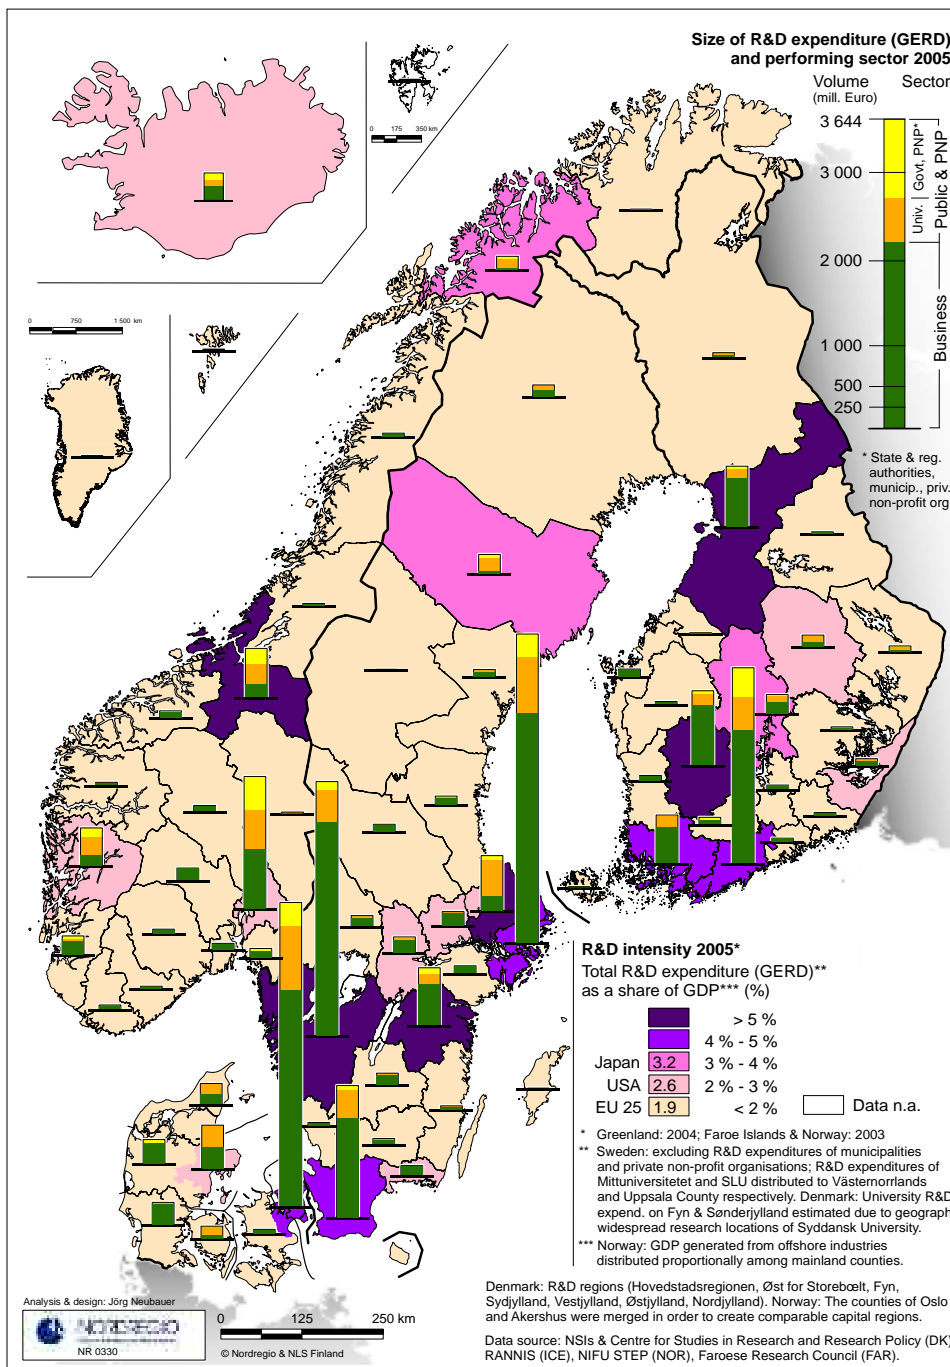 Size of R&D expenditure (GERD)
and performing sector 2005
Volume
(mill. Euro)
Sector
3 644
3 000
2 000
1 000
500
250
Govt, PNP*
Univ.
Public & PNP
Business
* State & reg.
authorities,
municip., priv.
non-profit org
0 175 350 km
0 750 1 500 km
R&D intensity 2005*
Total R&D expenditure (GERD)**
as a share of GDP*** (%)
> 5 %
4 % - 5 %
Japan 3.2 3 % - 4 %
USA 2.6 2 % - 3 %
EU 25 1.9 < 2 %
Data n.a.
* Greenland: 2004; Faroe Islands & Norway: 2003
** Sweden: excluding R&D expenditures of municipalities
and private non-profit organisations; R&D expenditures of
Mittuniversitetet and SLU distributed to Västernorrlands
and Uppsala County respectively. Denmark: University R&D
expend. on Fyn & Sønderjylland estimated due to geograph
widespread research locations of Syddansk University.
*** Norway: GDP generated from offshore industries
distributed proportionally among mainland counties.
Denmark: R&D regions (Hovedstadsregionen, Øst for Storebœlt, Fyn,
Sydjylland, Vestjylland, Østjylland, Nordjylland). Norway: The counties of Oslo
and Akershus were merged in order to create comparable capital regions.
Data source: NSIs & Centre for Studies in Research and Research Policy (DK)
RANNIS (ICE), NIFU STEP (NOR), Faroese Research Council (FAR).
Analysis & design: Jörg Neubauer
NORDREGIO
NR 0330
0 125 250 km
© Nordregio & NLS Finland